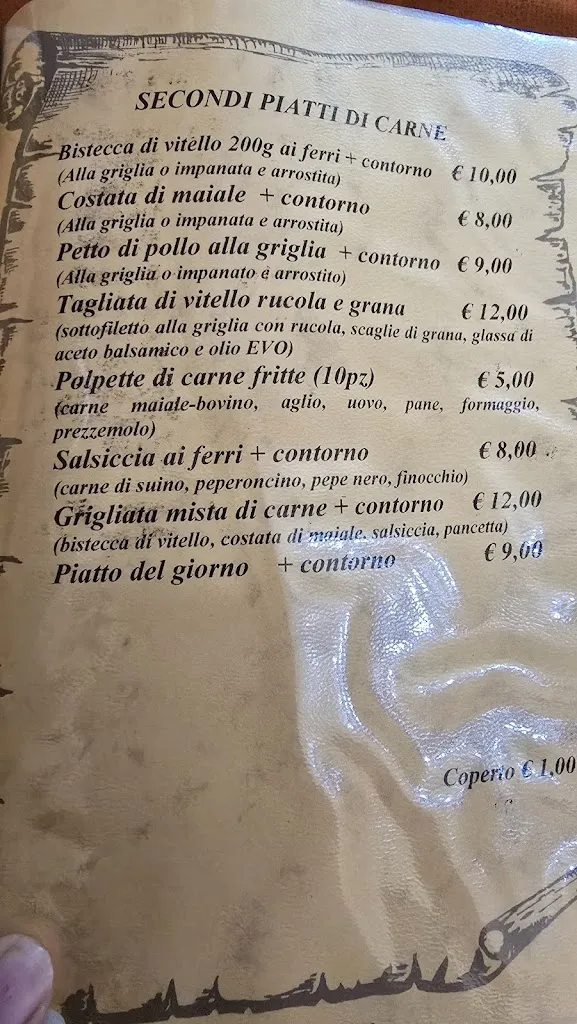 SECONDI PIATTI DI CARNE
Bistecca di vitello 200g ai ferri + contorno € 10,00
(Alla griglia o impanata e arrostita)
Costata di maiale + contorno € 8,00
(Alla griglia o impanata e arrostita)
Petto di pollo alla griglia + contorno € 9,00
(Alla griglia o impanato e arrostito)
Tagliata di vitello rucola e grana € 12,00
(sottofiletto alla griglia con rucola, scaglie di grana, glassa di
aceto balsamico e olio EVO)
Polpette di carne fritte (10pz) € 5,00
(carne maiale-bovino, aglio, uovo, pane, formaggio,
prezzemolo)
Salsiccia ai ferri + contorno € 8,00
(carne di suino, peperoncino, pepe nero, finocchio)
Grigliata mista di carne + contorno € 12,00
(bistecca di vitello, costata di maiale, salsiccia, pancetta)
Piatto del giorno + contorno € 9,00
Coperto € 1,00